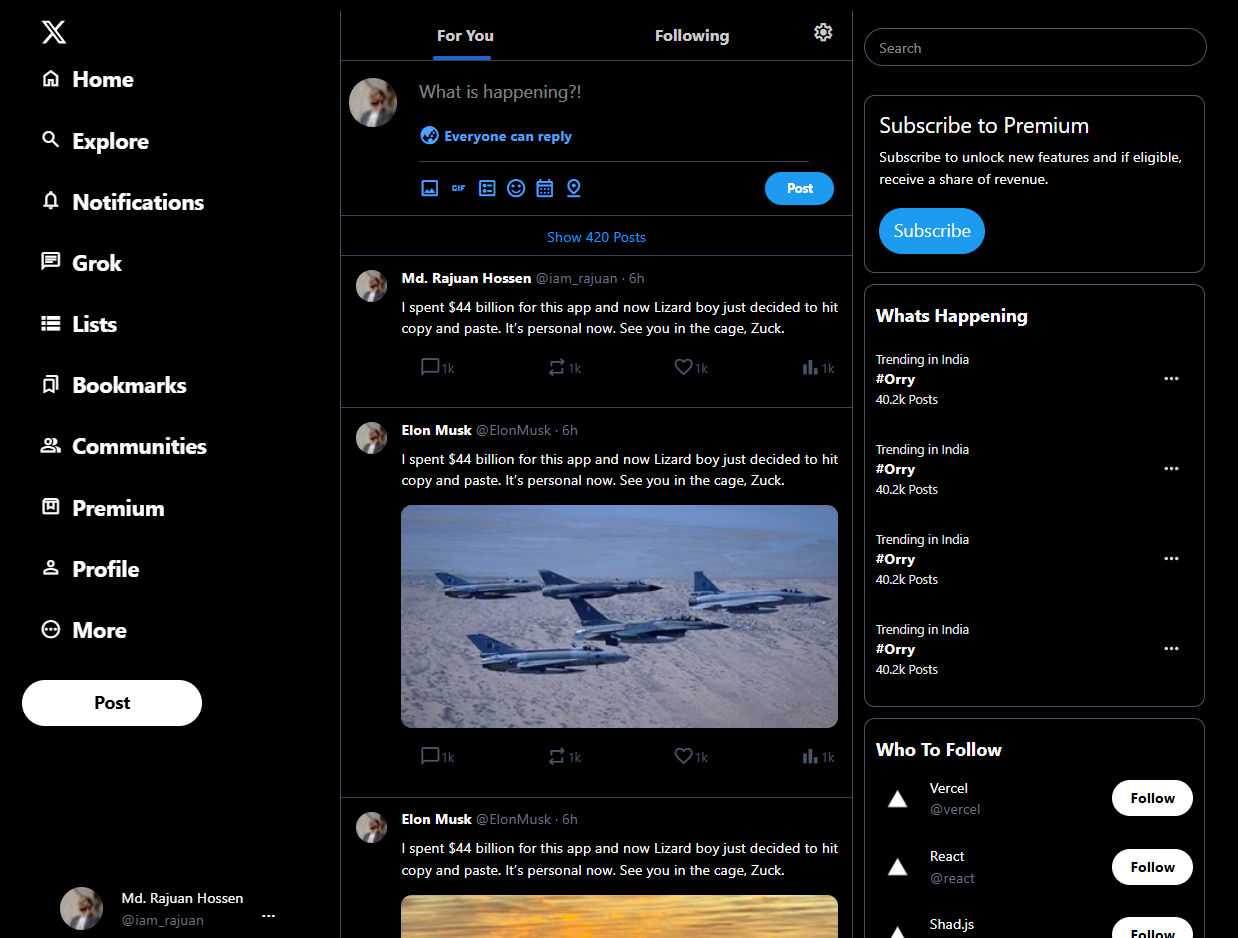 Home
Explore
Notifications
Grok
Lists
Bookmarks
Communities
Premium
Profile
More
Post
Md. Rajuan Hossen
@iam_rajuan
For You
Following
What is happening?!
Everyone can reply
GIF
Post
Show 420 Posts
Md. Rajuan Hossen @iam_rajuan · 6h
I spent $44 billion for this app and now Lizard boy just decided to hit
copy and paste. It’s personal now. See you in the cage, Zuck.
1k 1k 1k 1k
Elon Musk @ElonMusk · 6h
I spent $44 billion for this app and now Lizard boy just decided to hit
copy and paste. It’s personal now. See you in the cage, Zuck.
1k 1k 1k 1k
Elon Musk @ElonMusk · 6h
I spent $44 billion for this app and now Lizard boy just decided to hit
copy and paste. It’s personal now. See you in the cage, Zuck.
Search
Subscribe to Premium
Subscribe to unlock new features and if eligible,
receive a share of revenue.
Subscribe
Whats Happening
Trending in India
#Orry
40.2k Posts
Trending in India
#Orry
40.2k Posts
Trending in India
#Orry
40.2k Posts
Trending in India
#Orry
40.2k Posts
Who To Follow
Vercel
@vercel
Follow
React
@react
Follow
Shad.js
Follow